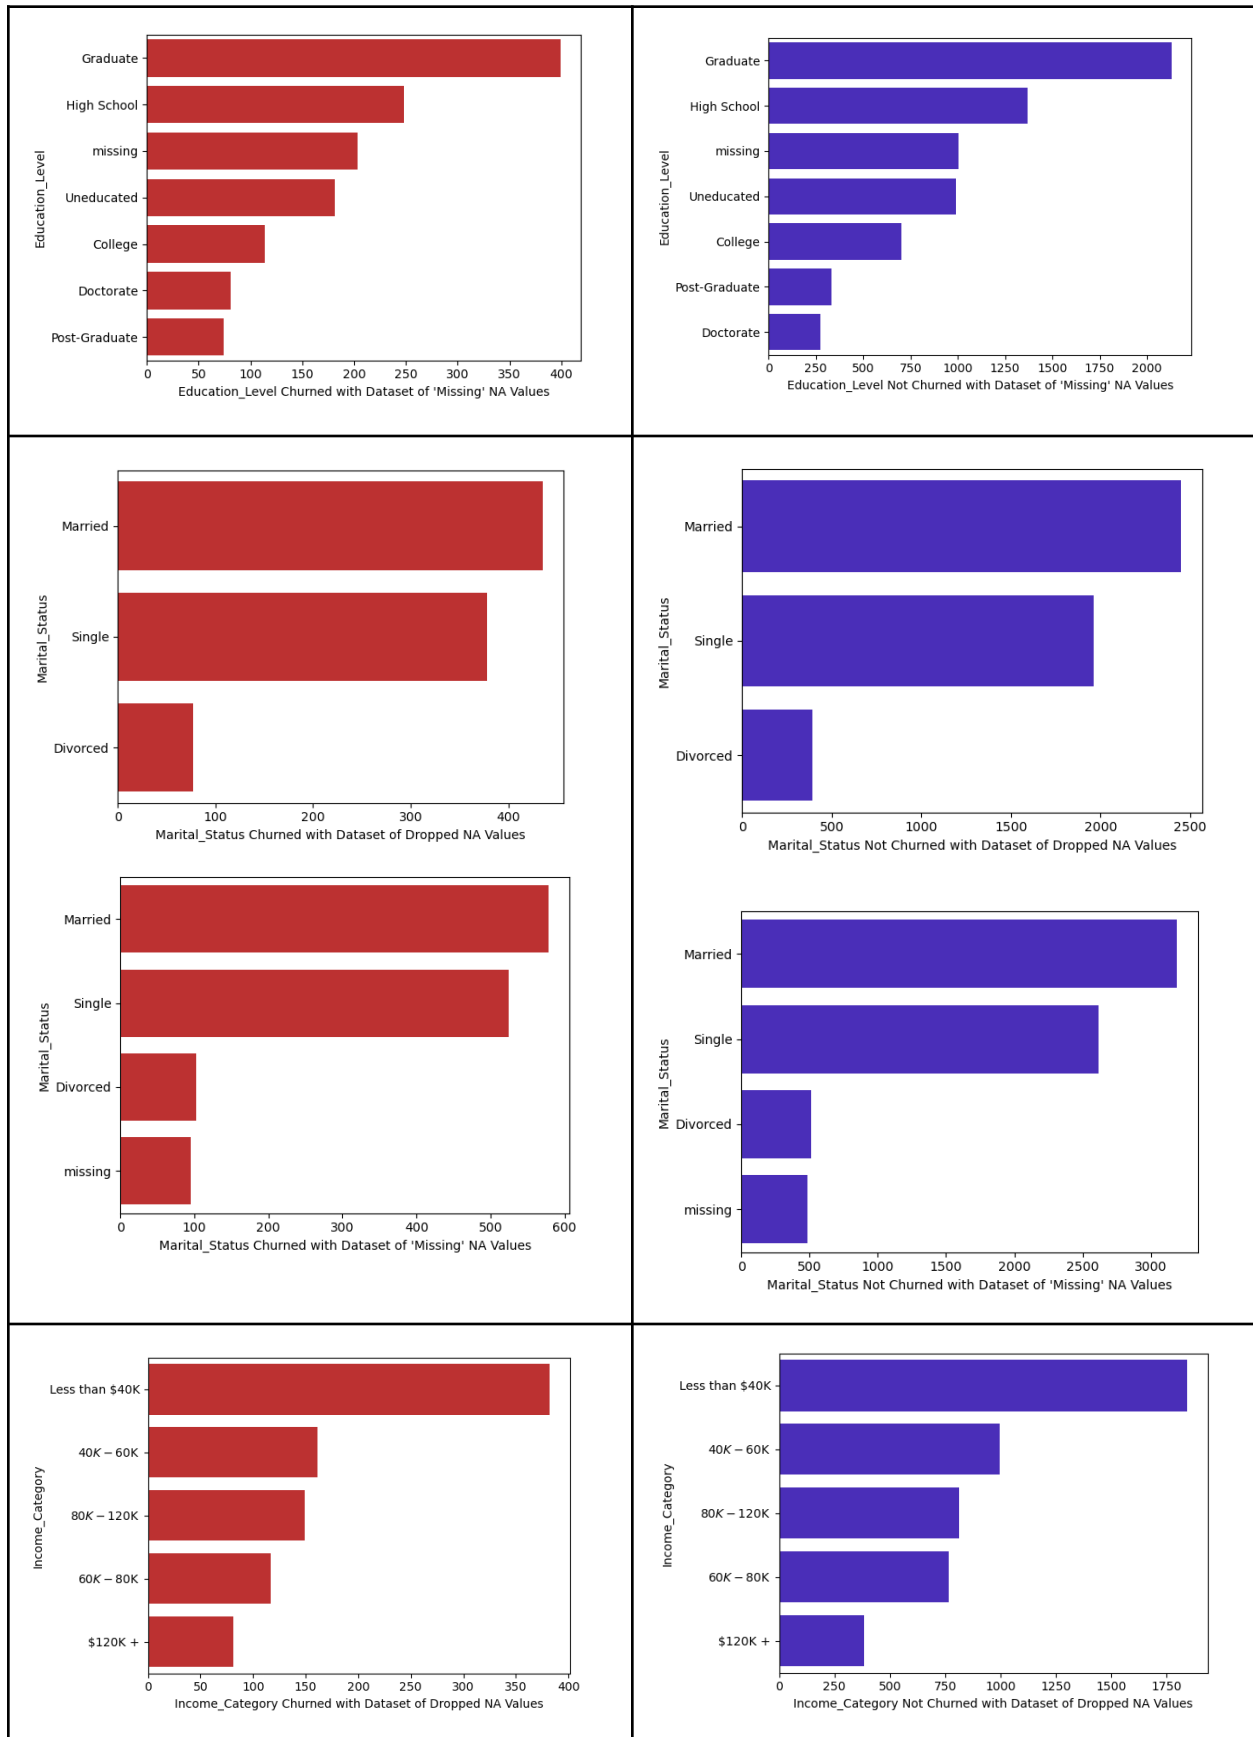 Education_Level
Graduate
High School
missing
Uneducated
College
Doctorate
Post-Graduate
0 50 100 150 200 250 300 350 400
Education_Level Churned with Dataset of 'Missing' NA Values
Education_Level
Graduate
High School
missing
Uneducated
College
Post-Graduate
Doctorate
0 250 500 750 1000 1250 1500 1750 2000
Education_Level Not Churned with Dataset of 'Missing' NA Values
Marital_Status
Married
Single
Divorced
0 100 200 300 400
Marital_Status Churned with Dataset of Dropped NA Values
Marital_Status
Married
Single
Divorced
missing
0 100 200 300 400 500 600
Marital_Status Churned with Dataset of 'Missing' NA Values
Marital_Status
Married
Single
Divorced
0 500 1000 1500 2000 2500
Marital_Status Not Churned with Dataset of Dropped NA Values
Marital_Status
Married
Single
Divorced
missing
0 500 1000 1500 2000 2500 3000
Marital_Status Not Churned with Dataset of 'Missing' NA Values
Income_Category
Less than $40K
40K − 60K
80K − 120K
60K − 80K
$120K +
0 50 100 150 200 250 300 350 400
Income_Category Churned with Dataset of Dropped NA Values
Income_Category
Less than $40K
40K − 60K
80K − 120K
60K − 80K
$120K +
0 250 500 750 1000 1250 1500 1750
Income_Category Not Churned with Dataset of Dropped NA Values